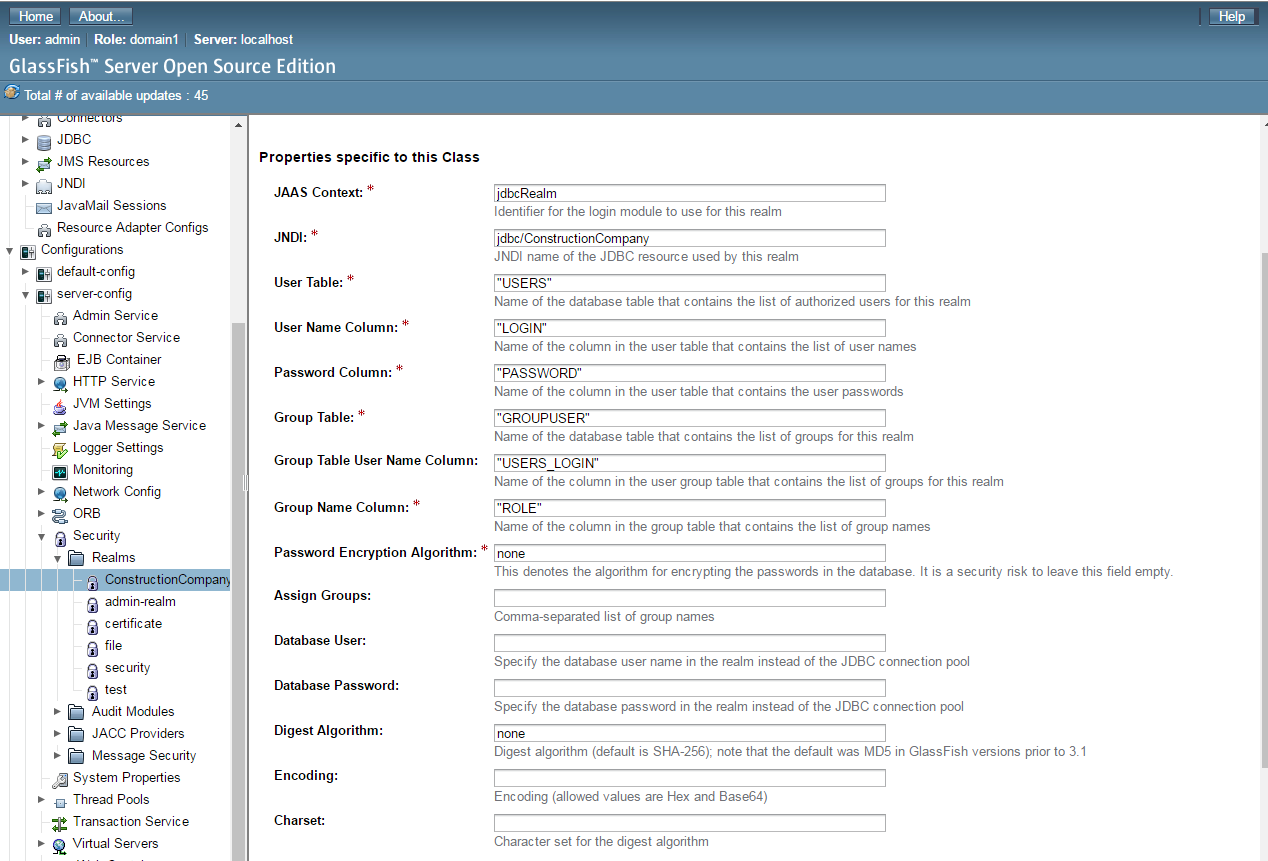 Home About... Help
User: admin Role: domain1 Server: localhost
GlassFish™ Server Open Source Edition
Total # of available updates : 45
Connectors
JDBC
JMS Resources
JNDI
JavaMail Sessions
Resource Adapter Configs
Configurations
default-config
server-config
Admin Service
Connector Service
EJB Container
HTTP Service
JVM Settings
Java Message Service
Logger Settings
Monitoring
Network Config
ORB
Security
Realms
ConstructionCompany
admin-realm
certificate
file
security
test
Audit Modules
JACC Providers
Message Security
System Properties
Thread Pools
Transaction Service
Virtual Servers
Properties specific to this Class
JAAS Context: * jdbcRealm
Identifier for the login module to use for this realm
JNDI: * jdbc/ConstructionCompany
JNDI name of the JDBC resource used by this realm
User Table: * "USERS"
Name of the database table that contains the list of authorized users for this realm
User Name Column: * "LOGIN"
Name of the column in the user table that contains the list of user names
Password Column: * "PASSWORD"
Name of the column in the user table that contains the user passwords
Group Table: * "GROUPUSER"
Name of the database table that contains the list of groups for this realm
Group Table User Name Column: "USERS_LOGIN"
Name of the column in the user group table that contains the list of groups for this realm
Group Name Column: * "ROLE"
Name of the column in the group table that contains the list of group names
Password Encryption Algorithm: * none
This denotes the algorithm for encrypting the passwords in the database. It is a security risk to leave this field empty.
Assign Groups:
Comma-separated list of group names
Database User:
Specify the database user name in the realm instead of the JDBC connection pool
Database Password:
Specify the database password in the realm instead of the JDBC connection pool
Digest Algorithm: none
Digest algorithm (default is SHA-256); note that the default was MD5 in GlassFish versions prior to 3.1
Encoding:
Encoding (allowed values are Hex and Base64)
Charset:
Character set for the digest algorithm